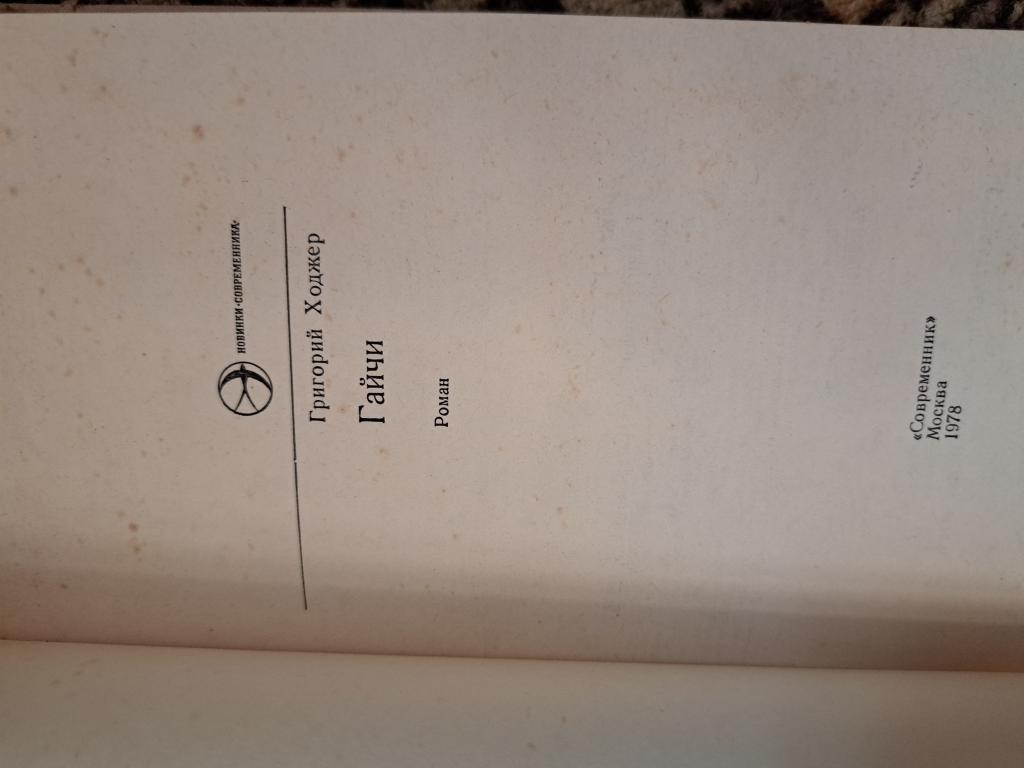 НОВИНКИ «СОВРЕМЕННИКА»
Григорий Ходжер
Гайчи
Роман
«Современник»
Москва
1978